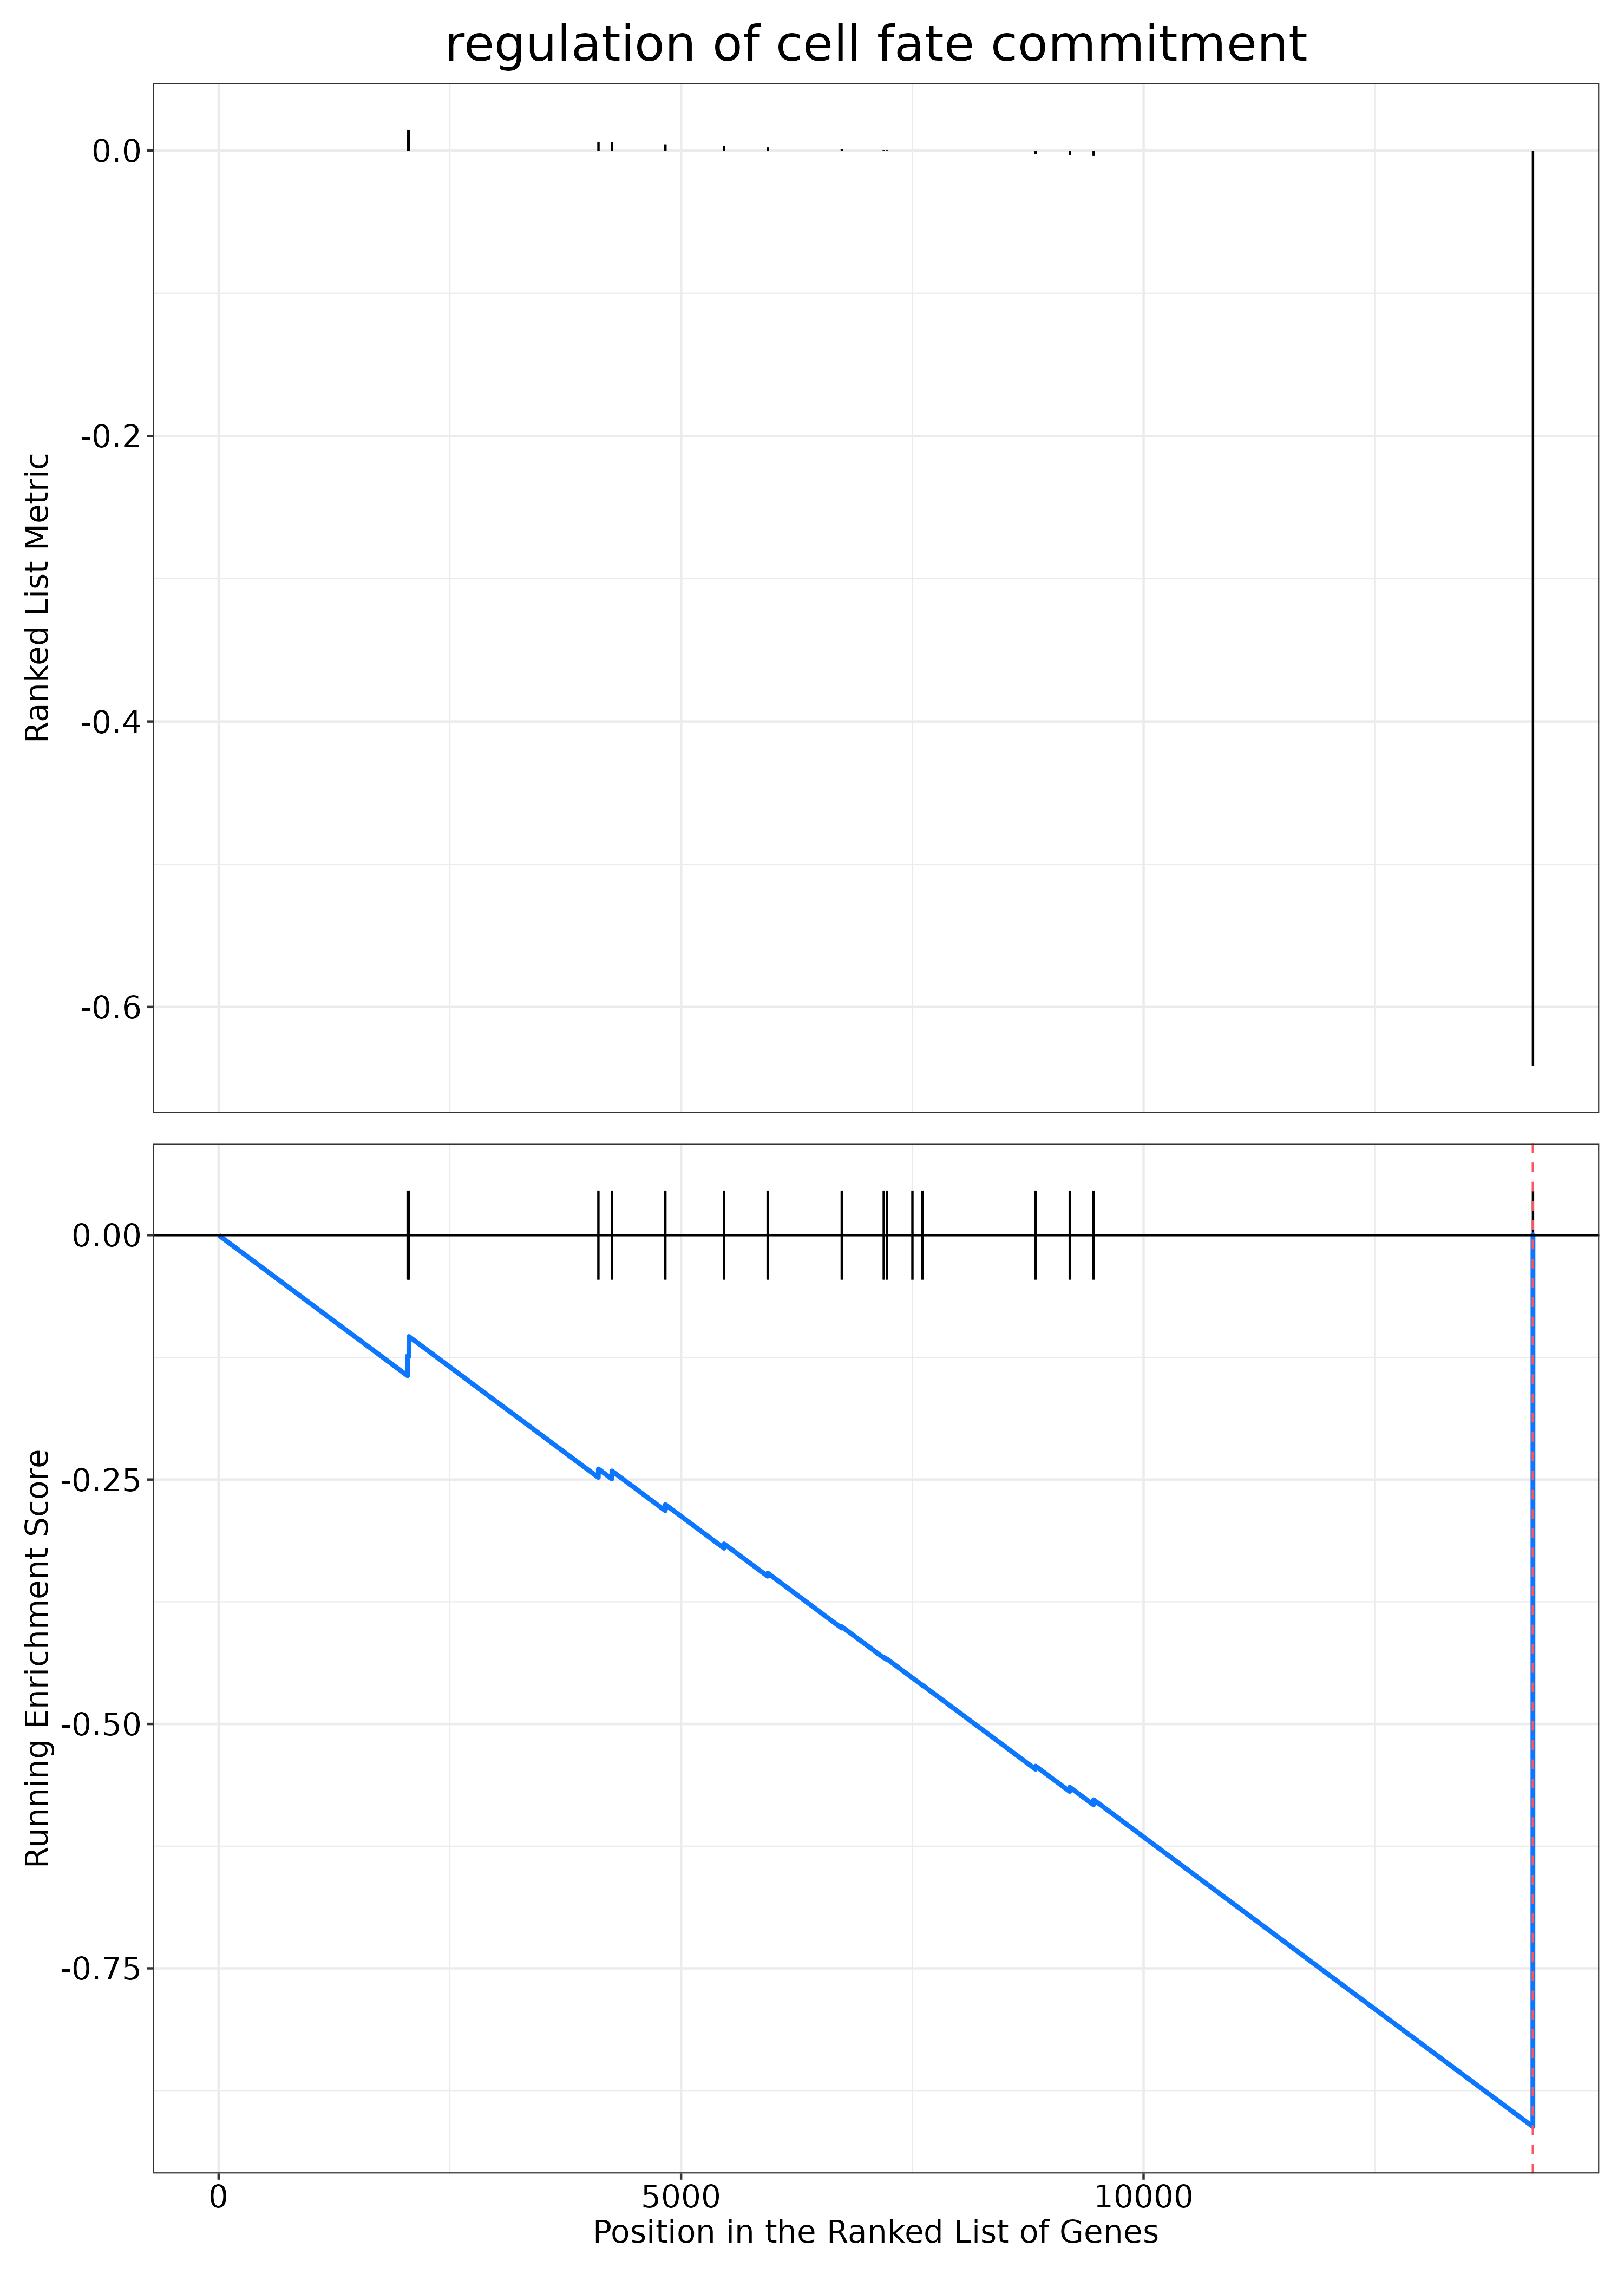 regulation of cell fate commitment
Ranked List Metric
0.0
-0.2
-0.4
-0.6
Running Enrichment Score
0.00
-0.25
-0.50
-0.75
0
5000
10000
Position in the Ranked List of Genes